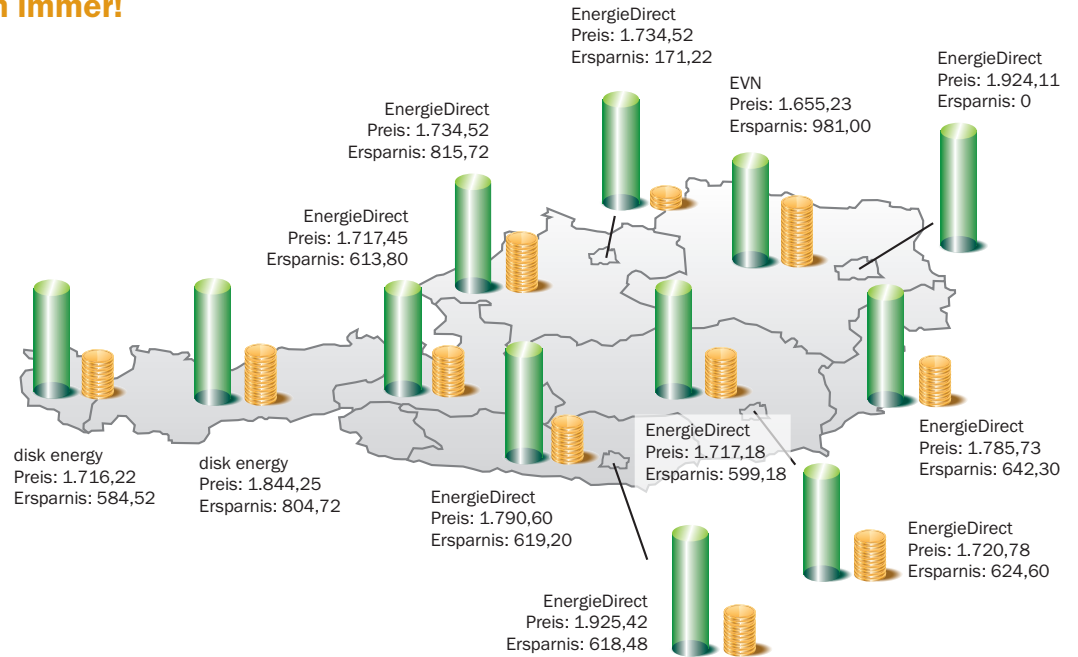 n immer!
EnergieDirect
Preis: 1.734,52
Ersparnis: 171,22
EVN
Preis: 1.655,23
Ersparnis: 981,00
EnergieDirect
Preis: 1.924,11
Ersparnis: 0
EnergieDirect
Preis: 1.734,52
Ersparnis: 815,72
EnergieDirect
Preis: 1.717,45
Ersparnis: 613,80
disk energy
Preis: 1.716,22
Ersparnis: 584,52
disk energy
Preis: 1.844,25
Ersparnis: 804,72
EnergieDirect
Preis: 1.790,60
Ersparnis: 619,20
EnergieDirect
Preis: 1.717,18
Ersparnis: 599,18
EnergieDirect
Preis: 1.785,73
Ersparnis: 642,30
EnergieDirect
Preis: 1.720,78
Ersparnis: 624,60
EnergieDirect
Preis: 1.925,42
Ersparnis: 618,48